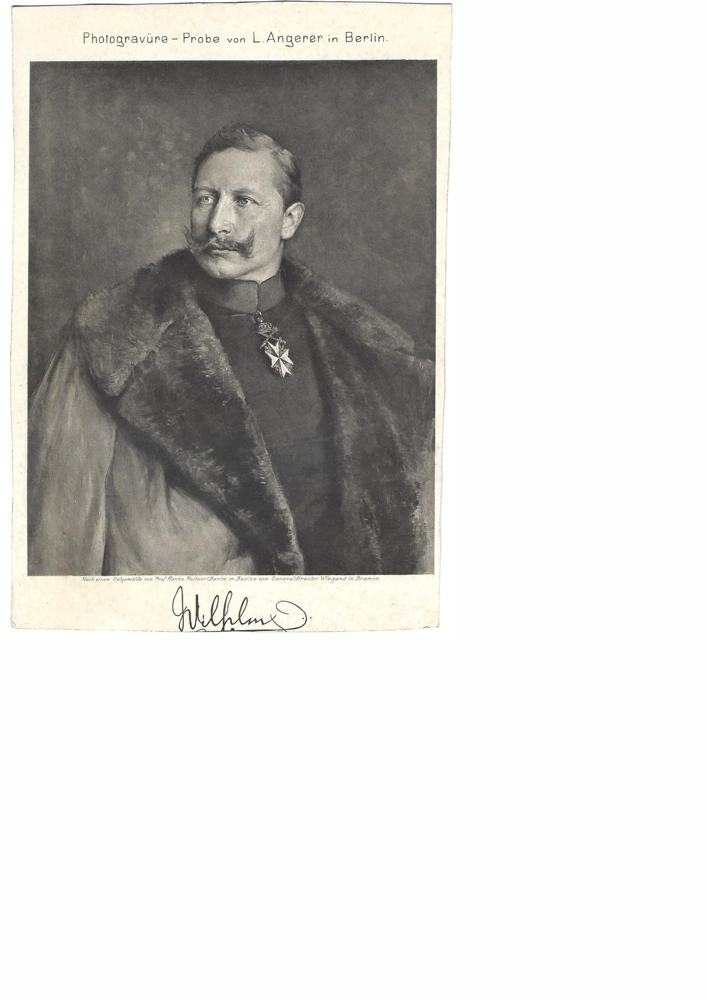 Photogravüre – Probe von L. Angerer in Berlin.
Nach einem Oelgemälde von Prof Hanns Fechner (Berlin) im Besitze vom Generaldirector Wiegand in Bremen.
Wilhelm